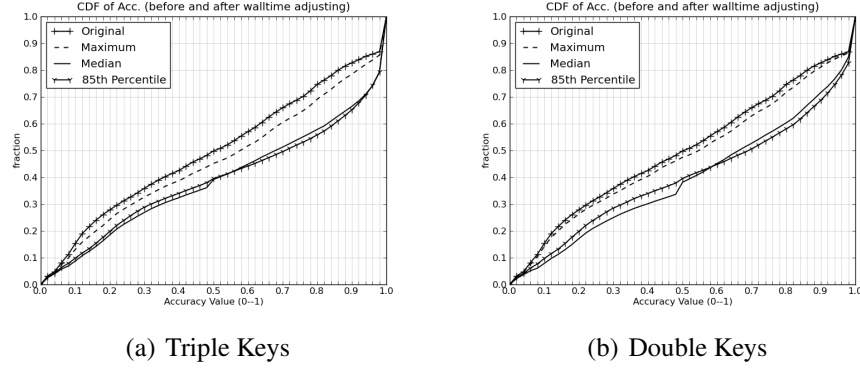 CDF of Acc. (before and after walltime adjusting)
Original
Maximum
Median
85th Percentile
fraction
1.0
0.9
0.8
0.7
0.6
0.5
0.4
0.3
0.2
0.1
0.0
0.0 0.1 0.2 0.3 0.4 0.5 0.6 0.7 0.8 0.9 1.0
Accuracy Value (0--1)
(a) Triple Keys
CDF of Acc. (before and after walltime adjusting)
Original
Maximum
Median
85th Percentile
fraction
1.0
0.9
0.8
0.7
0.6
0.5
0.4
0.3
0.2
0.1
0.0
0.0 0.1 0.2 0.3 0.4 0.5 0.6 0.7 0.8 0.9 1.0
Accuracy Value (0--1)
(b) Double Keys